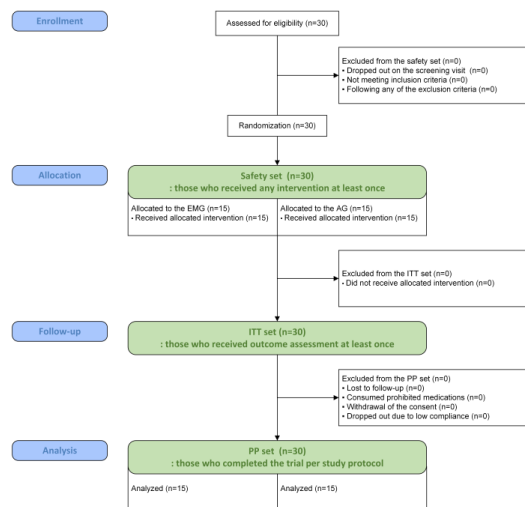 Enrollment
Assessed for eligibility (n=30)
Excluded from the safety set (n=0)
• Dropped out on the screening visit (n=0)
• Not meeting inclusion criteria (n=0)
• Following any of the exclusion criteria (n=0)
Randomization (n=30)
Allocation
Safety set (n=30)
: those who received any intervention at least once
Allocated to the EMG (n=15)
• Received allocated intervention (n=15)
Allocated to the AG (n=15)
• Received allocated intervention (n=15)
Excluded from the ITT set (n=0)
• Did not receive allocated intervention (n=0)
Follow-up
ITT set (n=30)
: those who received outcome assessment at least once
Excluded from the PP set (n=0)
• Lost to follow-up (n=0)
• Consumed prohibited medications (n=0)
• Withdrawal of the consent (n=0)
• Dropped out due to low compliance (n=0)
Analysis
PP set (n=30)
: those who completed the trial per study protocol
Analyzed (n=15)
Analyzed (n=15)